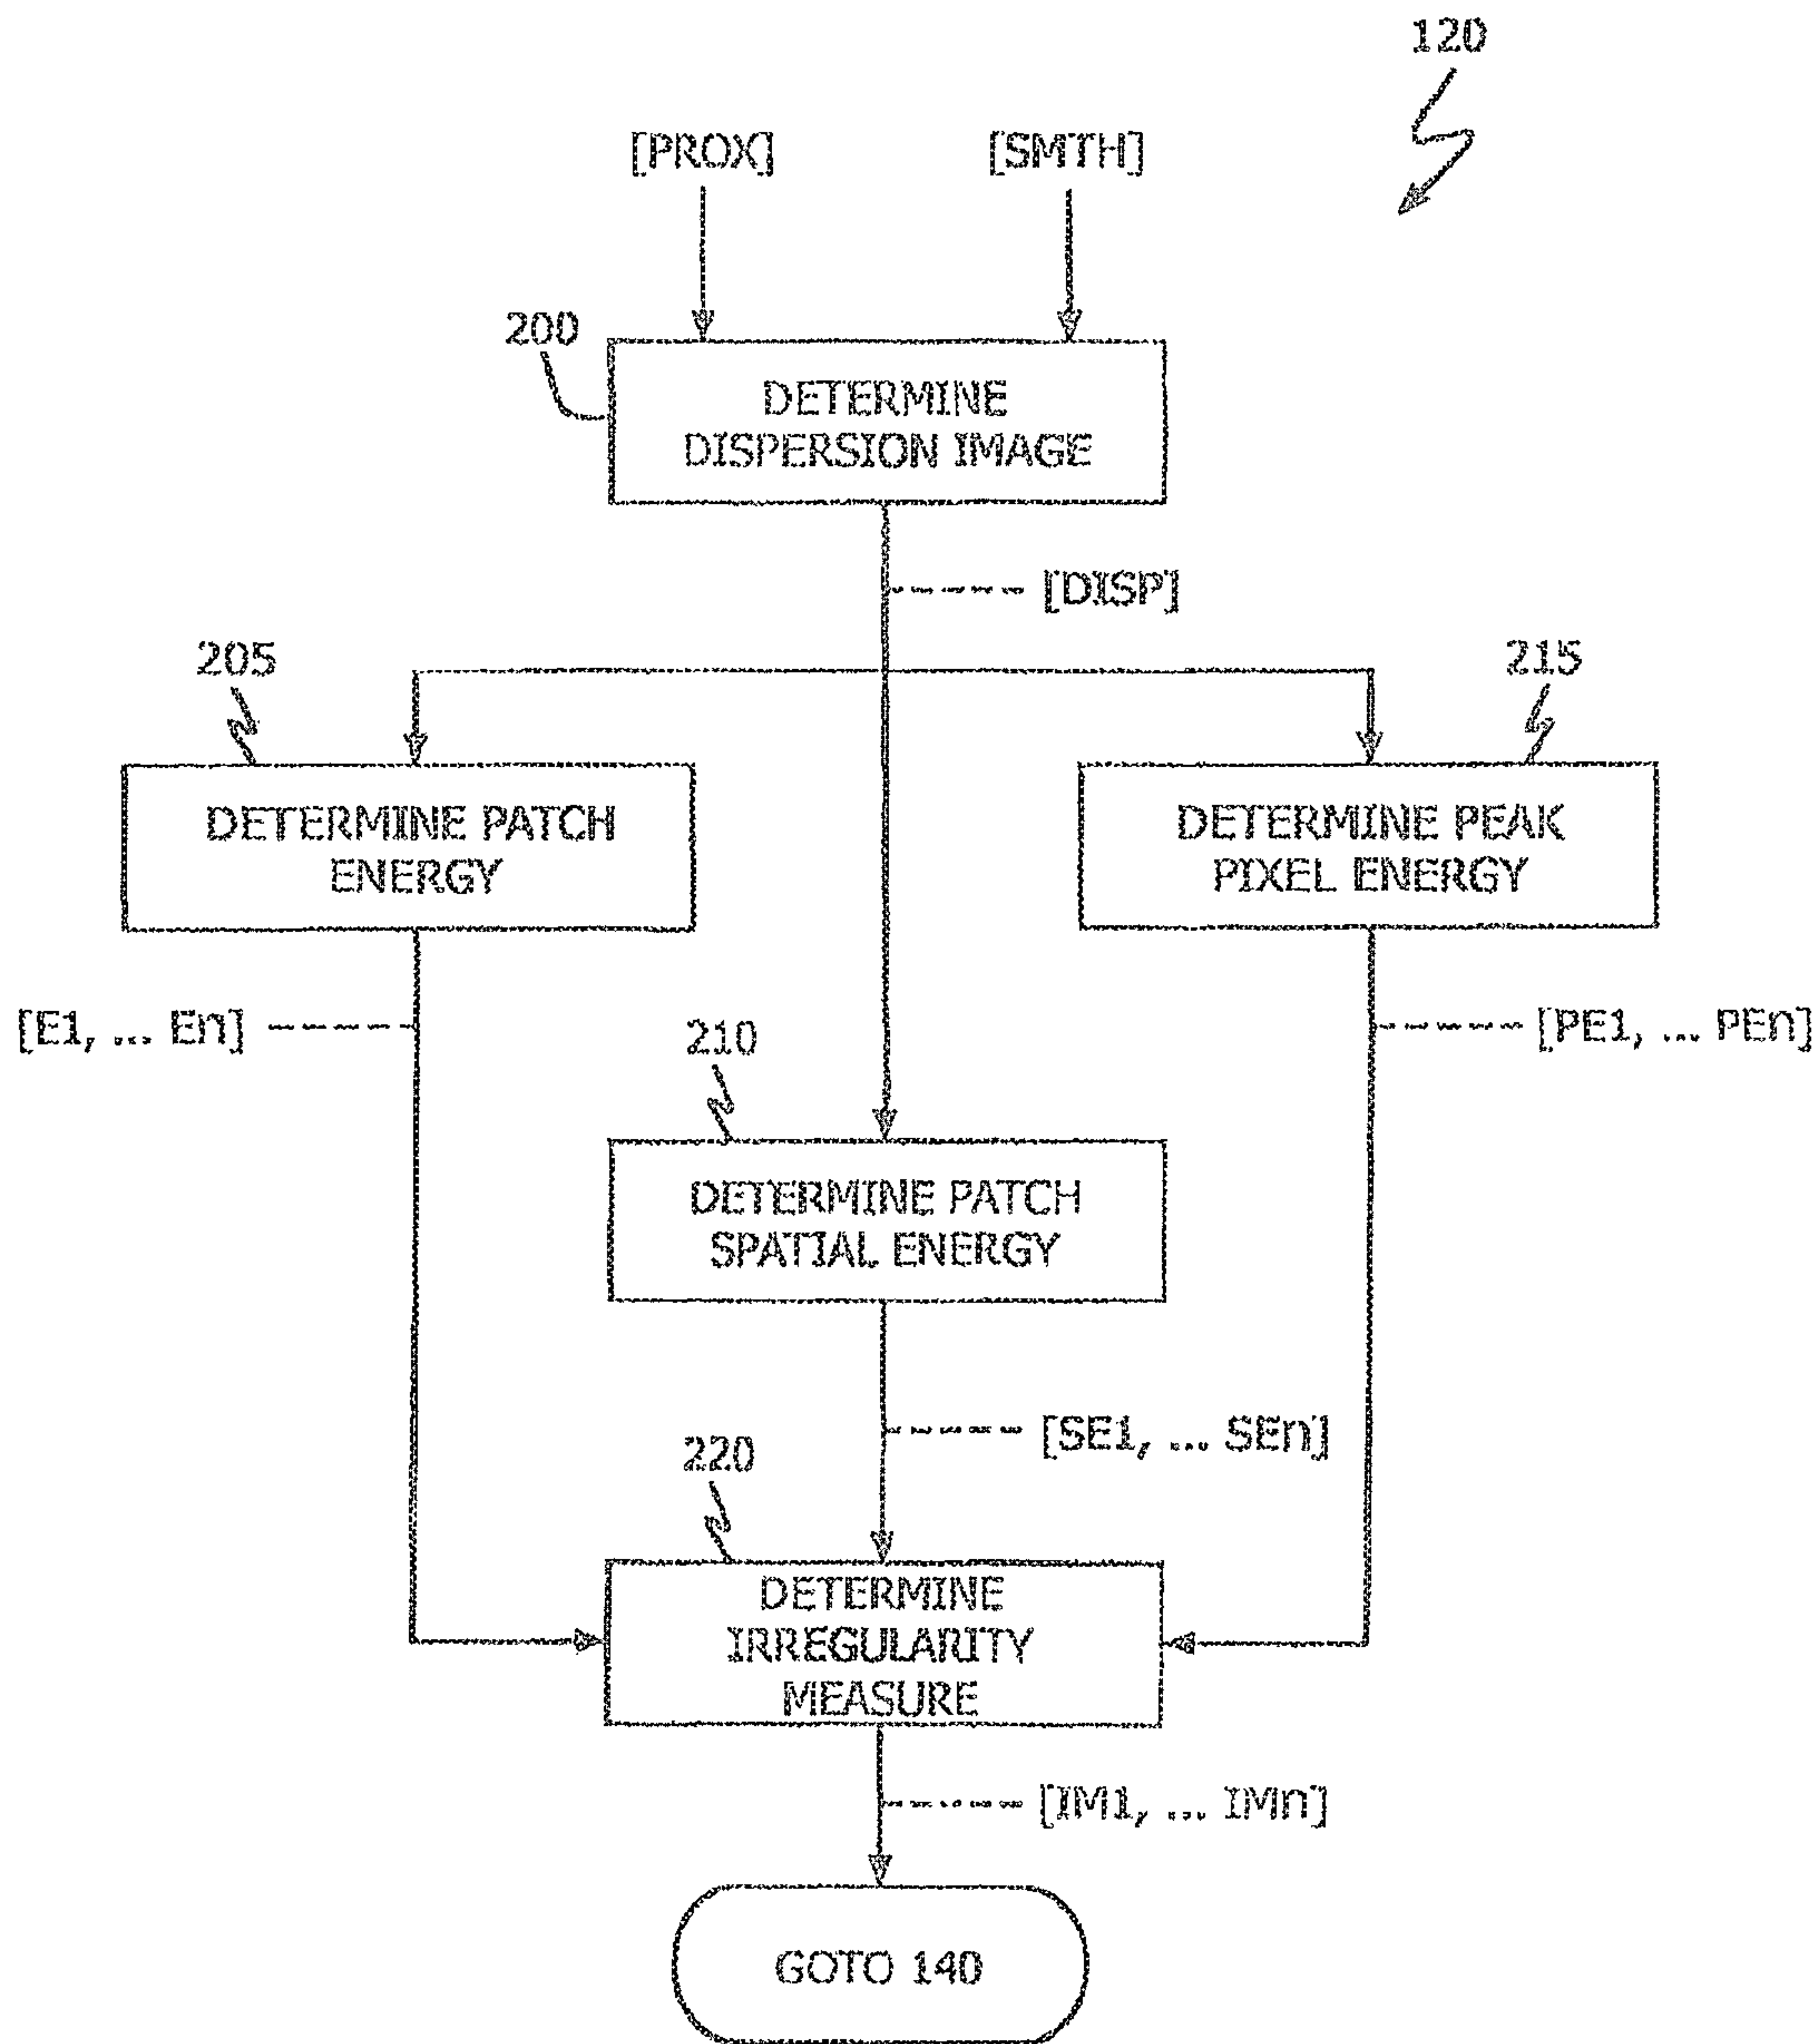 120
[PROX]
[SMTH]
200
DETERMINE
DISPERSION IMAGE
[DISP]
205
215
DETERMINE PATCH
ENERGY
DETERMINE PEAK
PIXEL ENERGY
[E1, ... En]
[PE1, ... PEn]
210
DETERMINE PATCH
SPATIAL ENERGY
[SE1, ... SEn]
220
DETERMINE
IRREGULARITY
MEASURE
[IM1, ... IMn]
GOTO 140